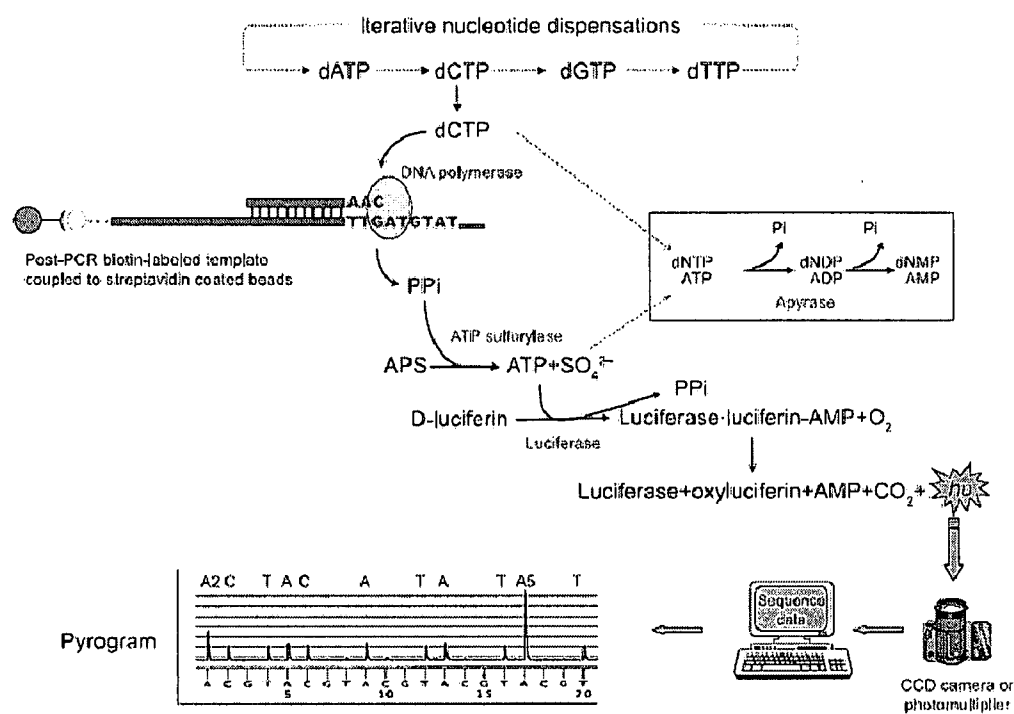 Iterative nucleotide dispensations
dATP dCTP dGTP dTTP
dCTP
DNA polymerase
AAC
TTGATGTAT
Post-PCR biotin-labeled template
coupled to streptavidin coated beads
PPi
ATP sulfurylase
APS ATP+SO₄²⁻
Pi Pi
dNTP dNDP dNMP
ATP ADP AMP
Apyrase
PPi
D-luciferin Luciferase·luciferin-AMP+O₂
Luciferase
Luciferase+oxyluciferin+AMP+CO₂+ hυ
A2 C T A C A T A T A5 T
Pyrogram
A C G T A C G T A C G T A C G T A C G T
5 10 15 20
Sequence
data
CCD camera or
photomultiplier